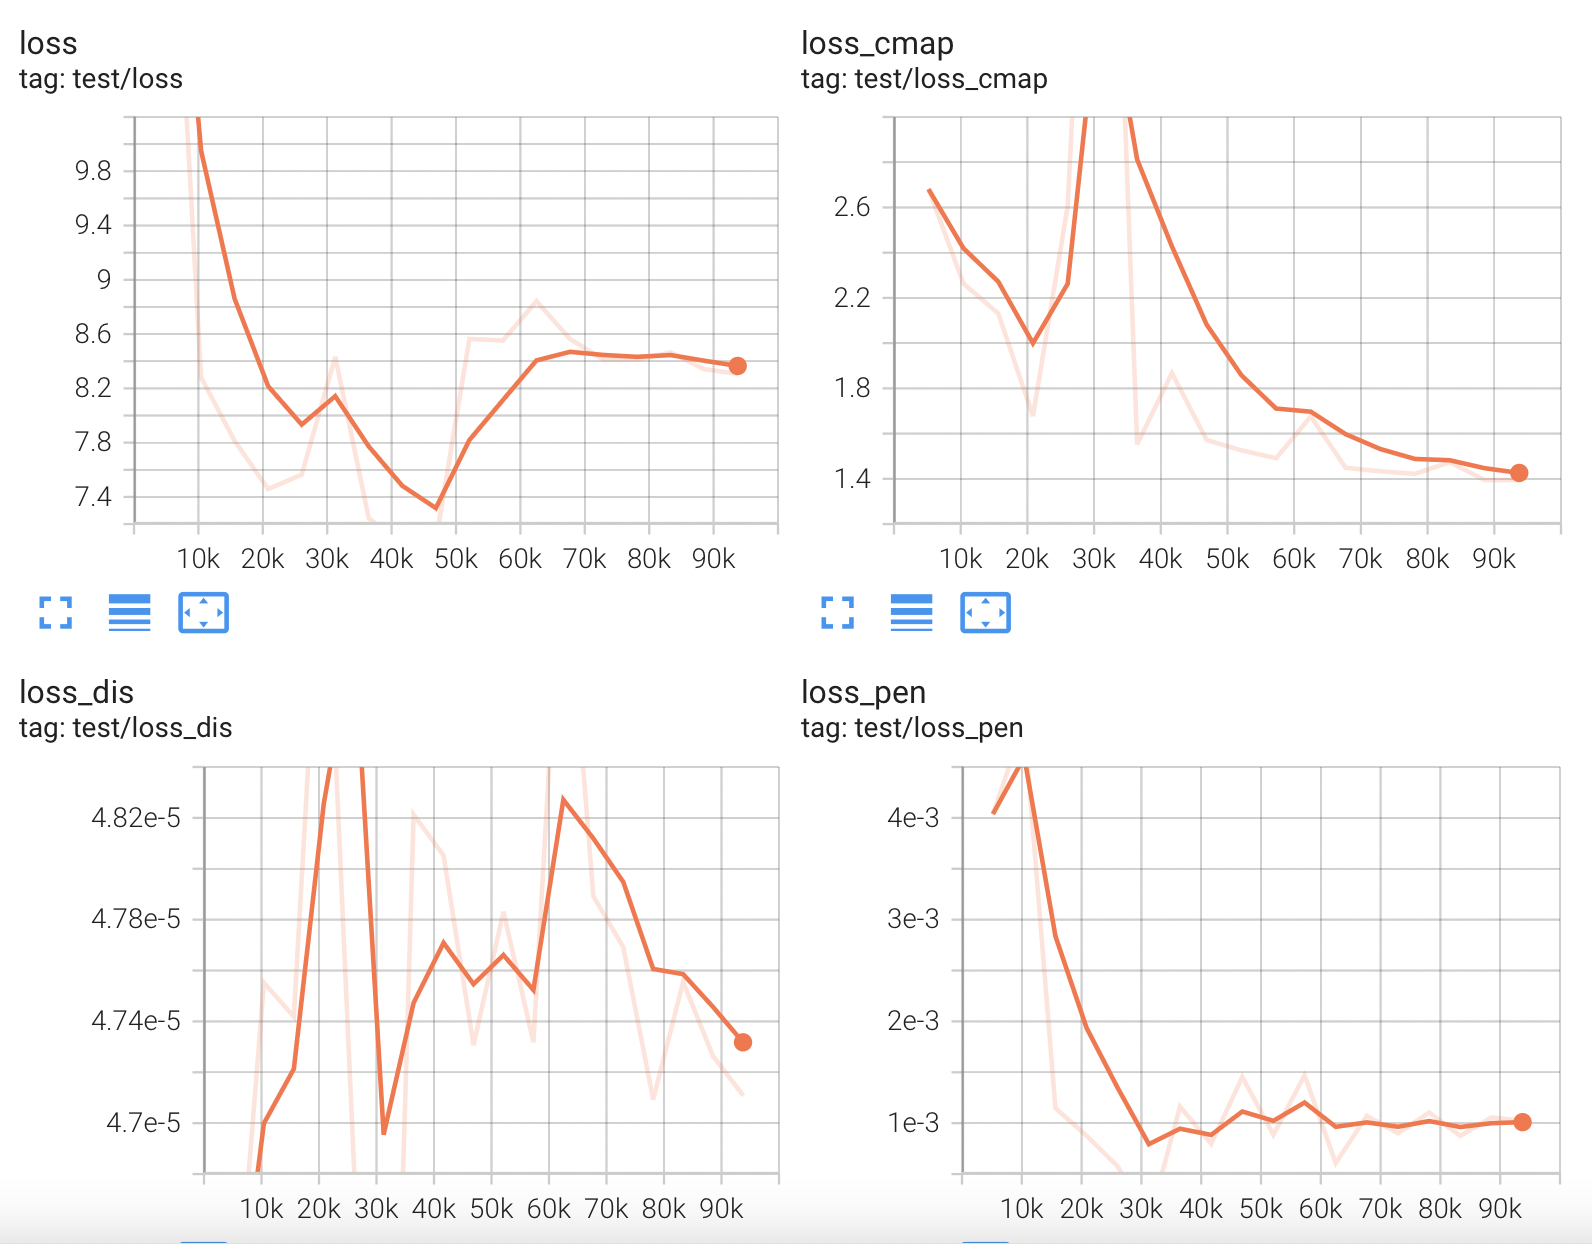 loss
tag: test/loss
9.8
9.4
9
8.6
8.2
7.8
7.4
10k 20k 30k 40k 50k 60k 70k 80k 90k
loss_cmap
tag: test/loss_cmap
2.6
2.2
1.8
1.4
10k 20k 30k 40k 50k 60k 70k 80k 90k
loss_dis
tag: test/loss_dis
4.82e-5
4.78e-5
4.74e-5
4.7e-5
10k 20k 30k 40k 50k 60k 70k 80k 90k
loss_pen
tag: test/loss_pen
4e-3
3e-3
2e-3
1e-3
10k 20k 30k 40k 50k 60k 70k 80k 90k